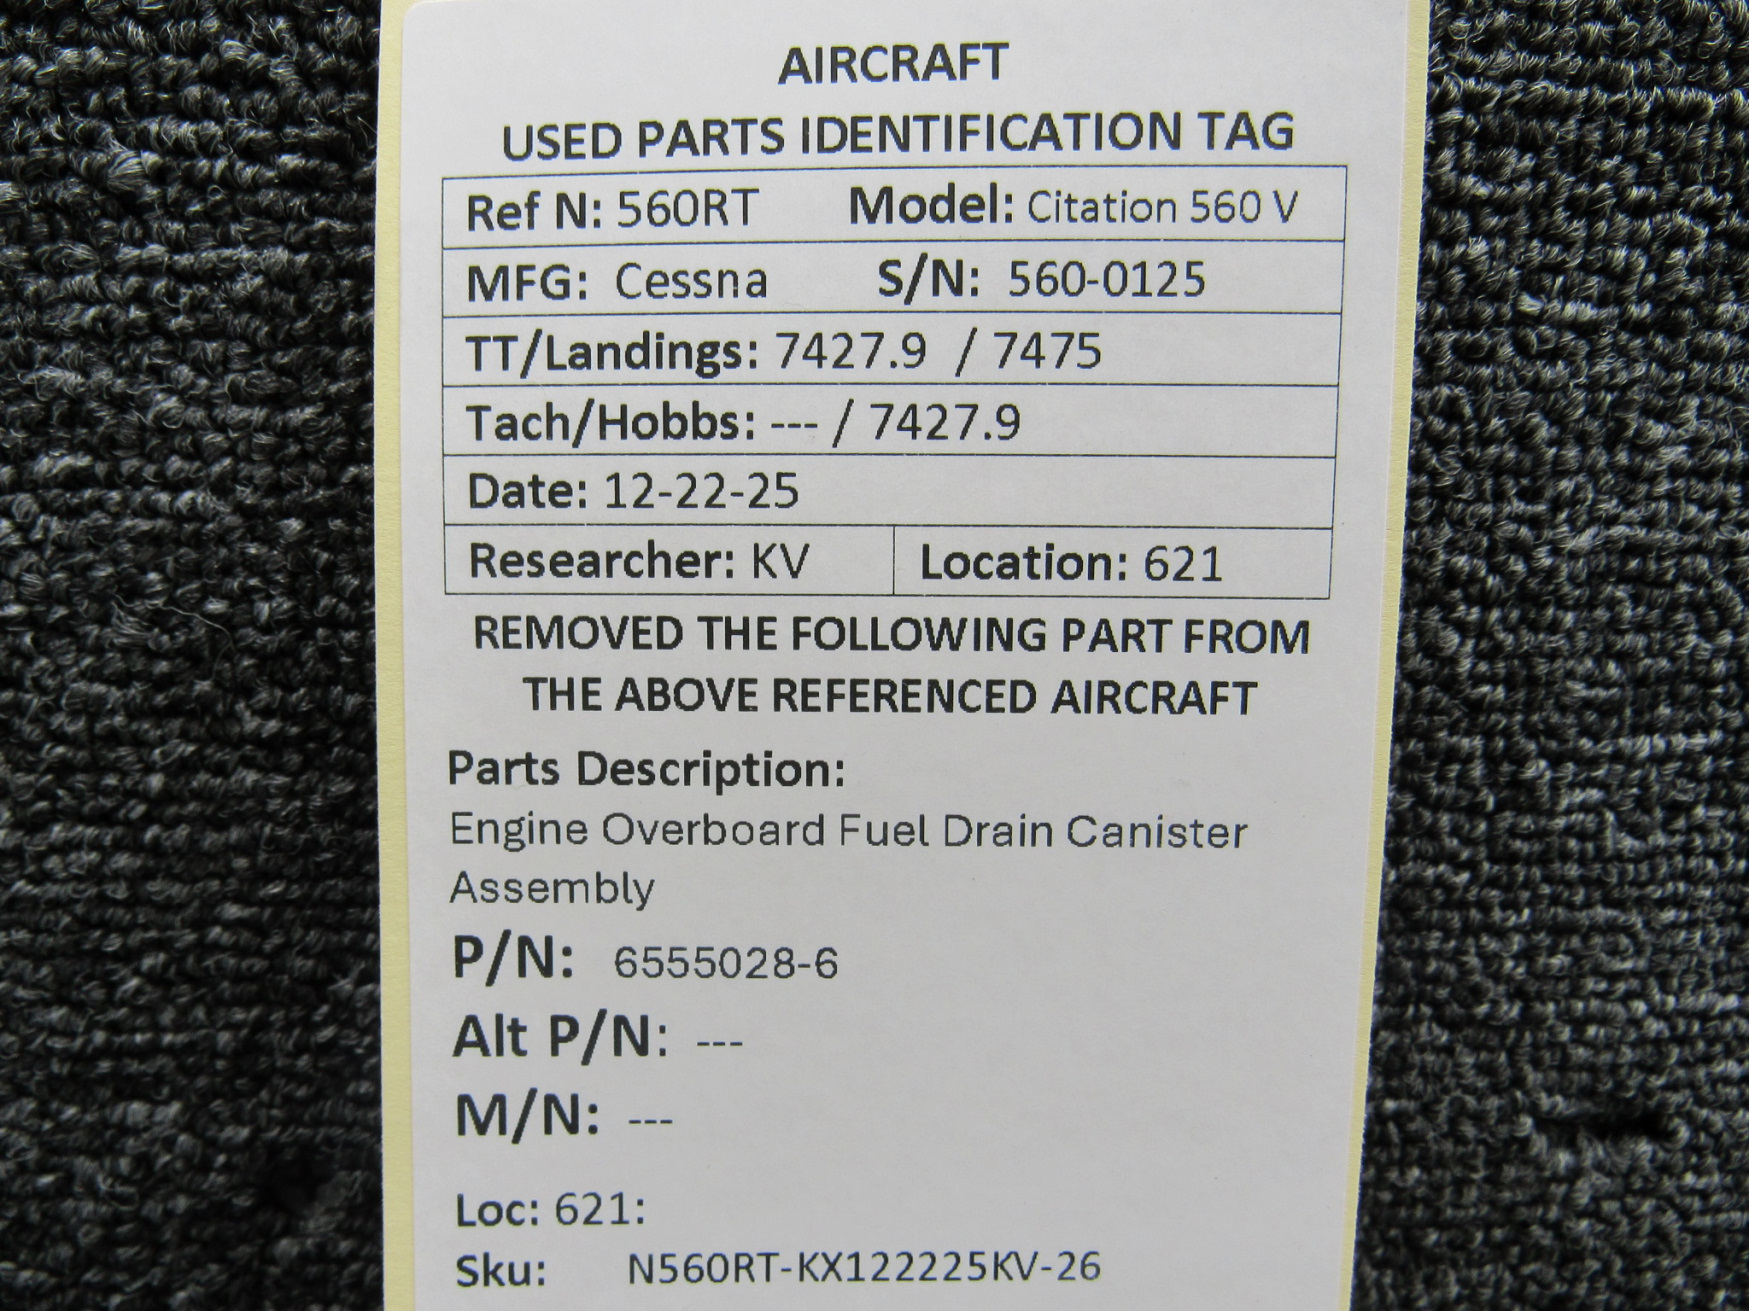 AIRCRAFT
USED PARTS IDENTIFICATION TAG
Ref N: 560RT Model: Citation 560 V
MFG: Cessna S/N: 560-0125
TT/Landings: 7427.9 / 7475
Tach/Hobbs: --- / 7427.9
Date: 12-22-25
Researcher: KV Location: 621
REMOVED THE FOLLOWING PART FROM
THE ABOVE REFERENCED AIRCRAFT
Parts Description:
Engine Overboard Fuel Drain Canister
Assembly
P/N: 6555028-6
Alt P/N: ---
M/N: ---
Loc: 621:
Sku: N560RT-KX122225KV-26